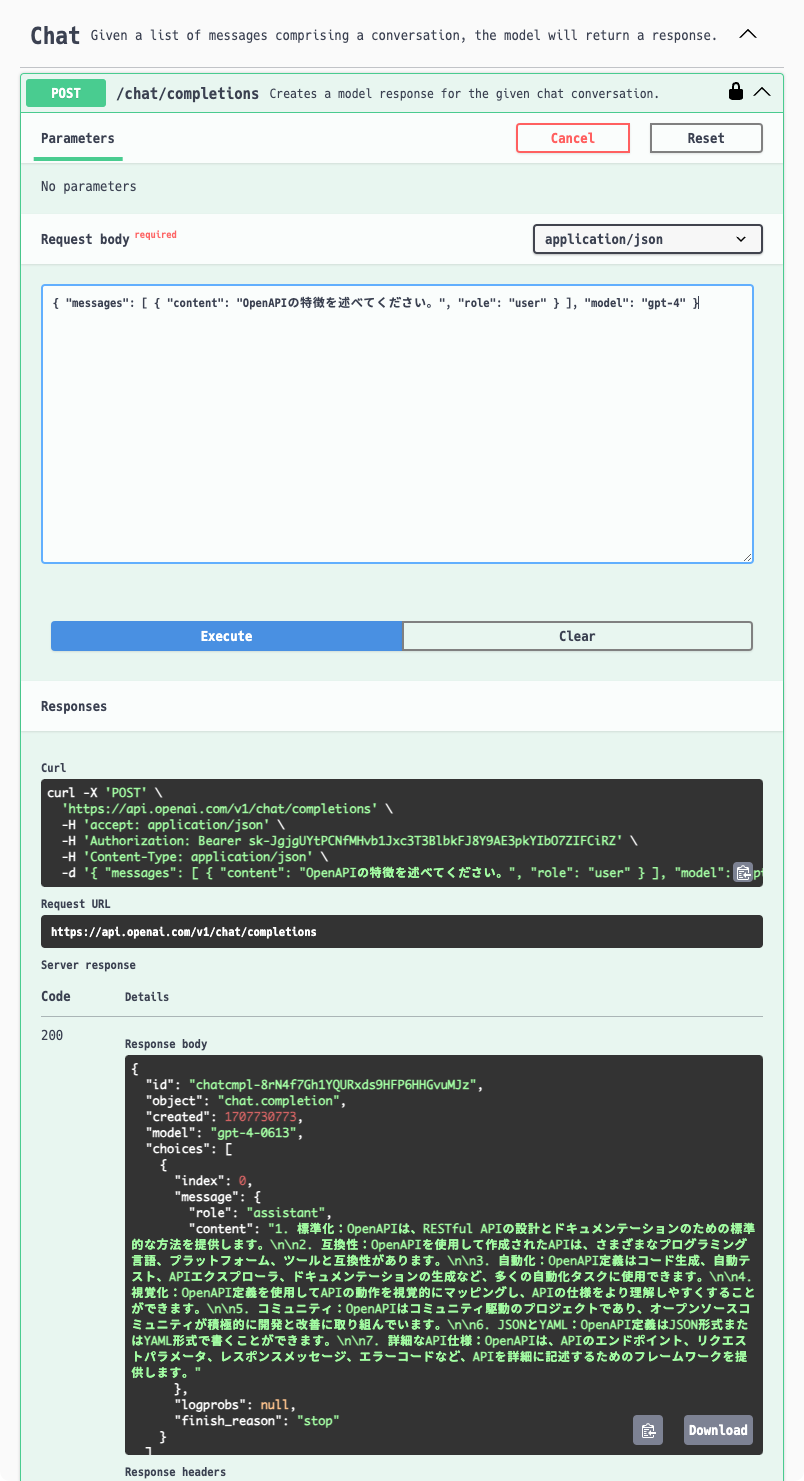 Chat Given a list of messages comprising a conversation, the model will return a response.
POST /chat/completions Creates a model response for the given chat conversation.
Parameters
Cancel
Reset
No parameters
Request body required
application/json
{ "messages": [ { "content": "OpenAPIの特徴を述べてください。", "role": "user" } ], "model": "gpt-4" }
Execute
Clear
Responses
Curl
curl -X 'POST' \
'https://api.openai.com/v1/chat/completions' \
-H 'accept: application/json' \
-H 'Authorization: Bearer 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' \
-H 'Content-Type: application/json' \
-d '{ "messages": [ { "content": "OpenAPIの特徴を述べてください。", "role": "user" } ], "model":
Request URL
https://api.openai.com/v1/chat/completions
Server response
Code
Details
200
Response body
{
"id": "chatcmpl-8rN4f7Gh1YQURxds9HFP6HHGvuMJz",
"object": "chat.completion",
"created": 1707730773,
"model": "gpt-4-0613",
"choices": [
{
"index": 0,
"message": {
"role": "assistant",
"content": "1. 標準化：OpenAPIは、RESTful APIの設計とドキュメンテーションのための標準
的な方法を提供します。\n\n2. 互換性：OpenAPIを使用して作成されたAPIは、さまざまなプログラミング
言語、プラットフォーム、ツールと互換性があります。\n\n3. 自動化：OpenAPI定義はコード生成、自動テ
スト、APIエクスプローラ、ドキュメンテーションの生成など、多くの自動化タスクに使用できます。\n\n4.
視覚化：OpenAPI定義を使用してAPIの動作を視覚的にマッピングし、APIの仕様をより理解しやすくすること
ができます。\n\n5. コミュニティ：OpenAPIはコミュニティ駆動のプロジェクトであり、オープンソースコ
ミュニティが積極的に開発と改善に取り組んでいます。\n\n6. JSONとYAML：OpenAPI定義はJSON形式また
はYAML形式で書くことができます。\n\n7. 詳細なAPI仕様：OpenAPIは、APIのエンドポイント、リクエス
トパラメータ、レスポンスメッセージ、エラーコードなど、APIを詳細に記述するためのフレームワークを提
供します。"
},
"logprobs": null,
"finish_reason": "stop"
}
]
Download
Response headers